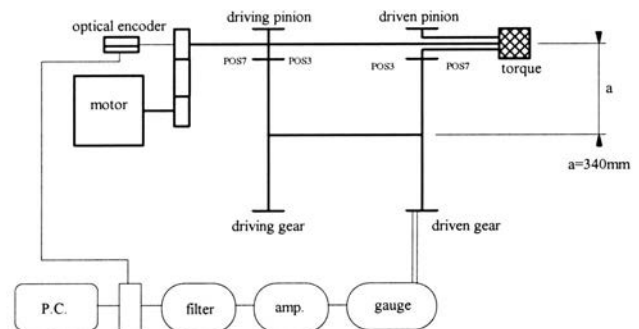 driving pinion
driven pinion
optical encoder
POS7
POS3
POS3
POS7
torque
motor
a
a=340mm
driving gear
driven gear
P.C.
filter
amp.
gauge